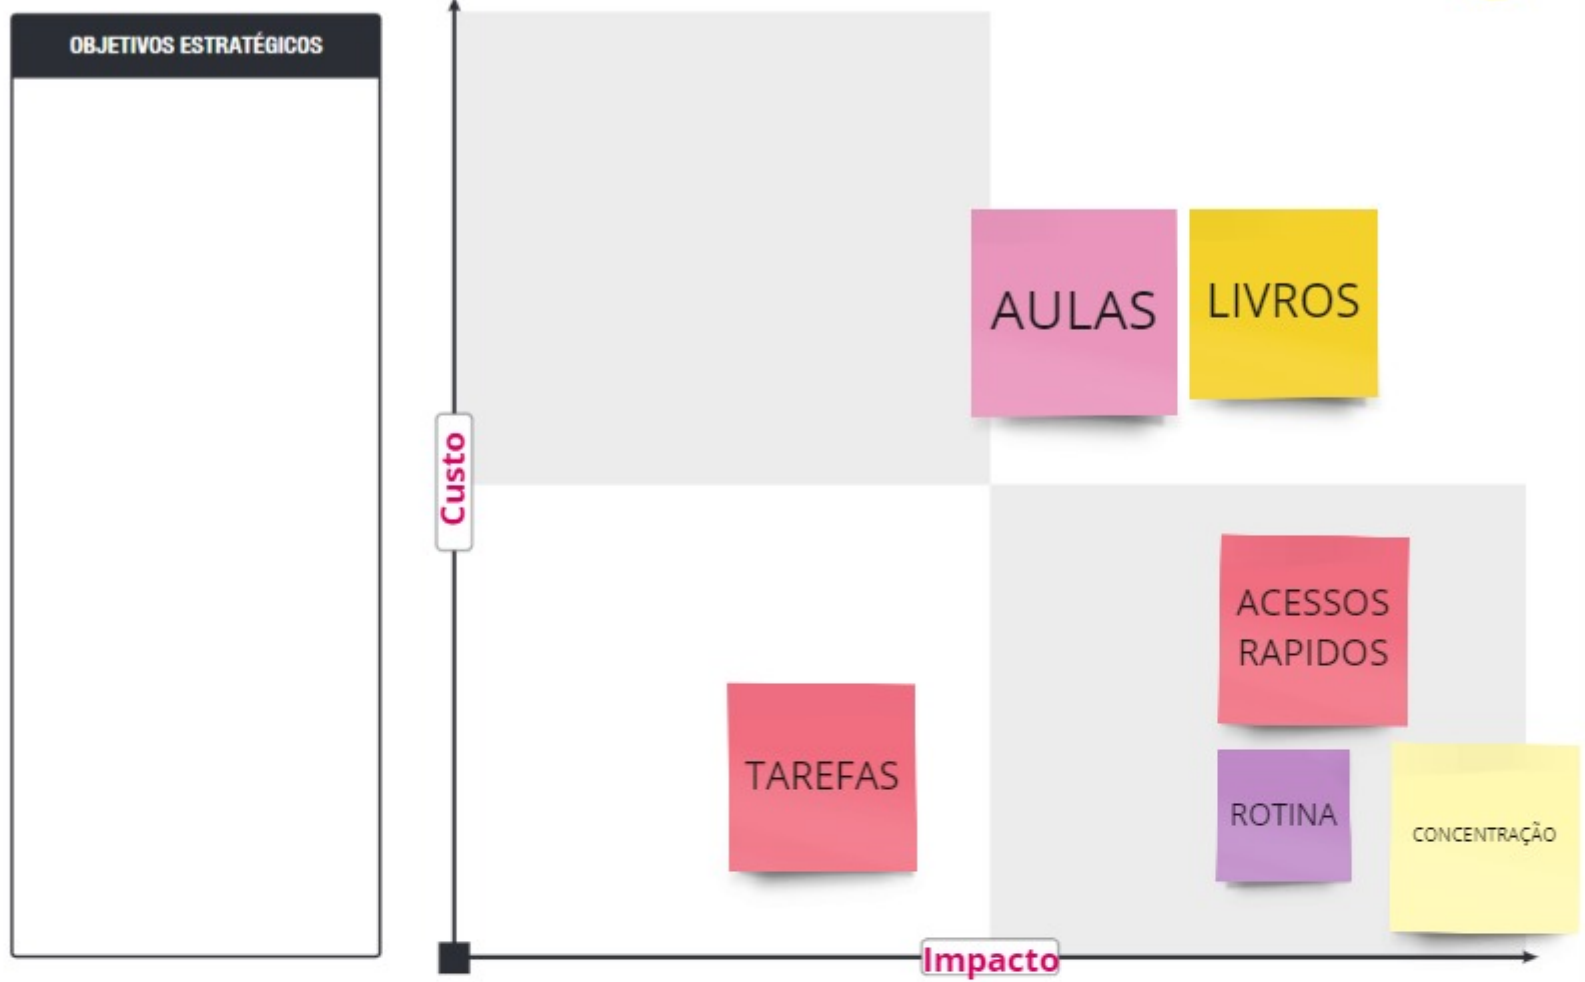 OBJETIVOS ESTRATÉGICOS
AULAS
LIVROS
Custo
ACESSOS
RAPIDOS
TAREFAS
ROTINA
CONCENTRAÇÃO
Impacto